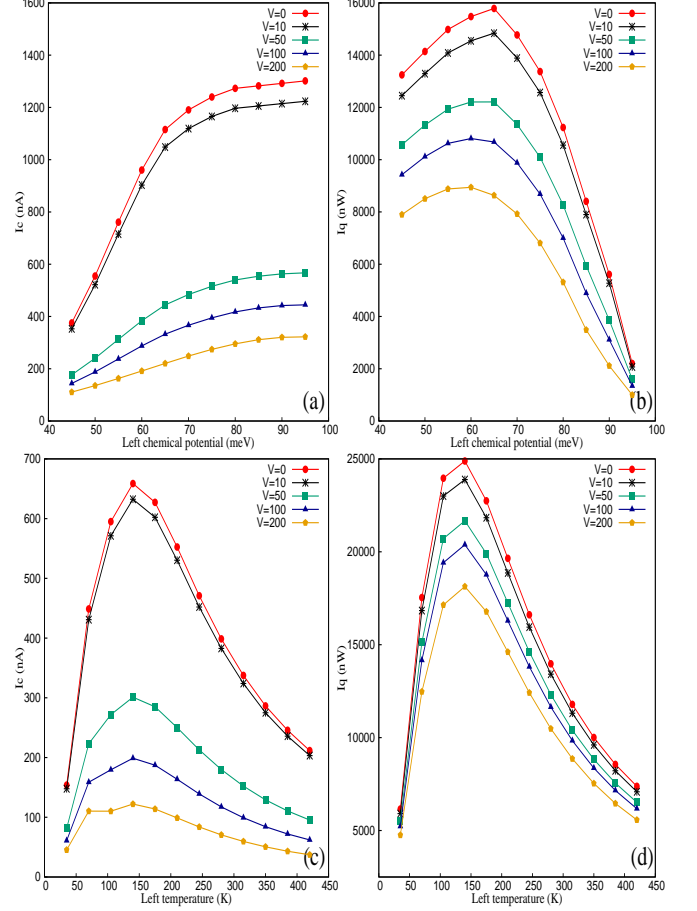 1600
1400
1200
1000
800
600
400
200
0
Ic (nA)
V=0
V=10
V=50
V=100
V=200
40 50 60 70 80 90 100
Left chemical potential (meV)
(a)
16000
14000
12000
10000
8000
6000
4000
2000
0
Iq (nW)
V=0
V=10
V=50
V=100
V=200
40 50 60 70 80 90 100
Left chemical potential (meV)
(b)
700
600
500
400
300
200
100
0
Ic (nA)
V=0
V=10
V=50
V=100
V=200
0 50 100 150 200 250 300 350 400 450
Left temperature (K)
(c)
25000
20000
15000
10000
5000
Iq (nW)
V=0
V=10
V=50
V=100
V=200
0 50 100 150 200 250 300 350 400 450
Left temperature (K)
(d)